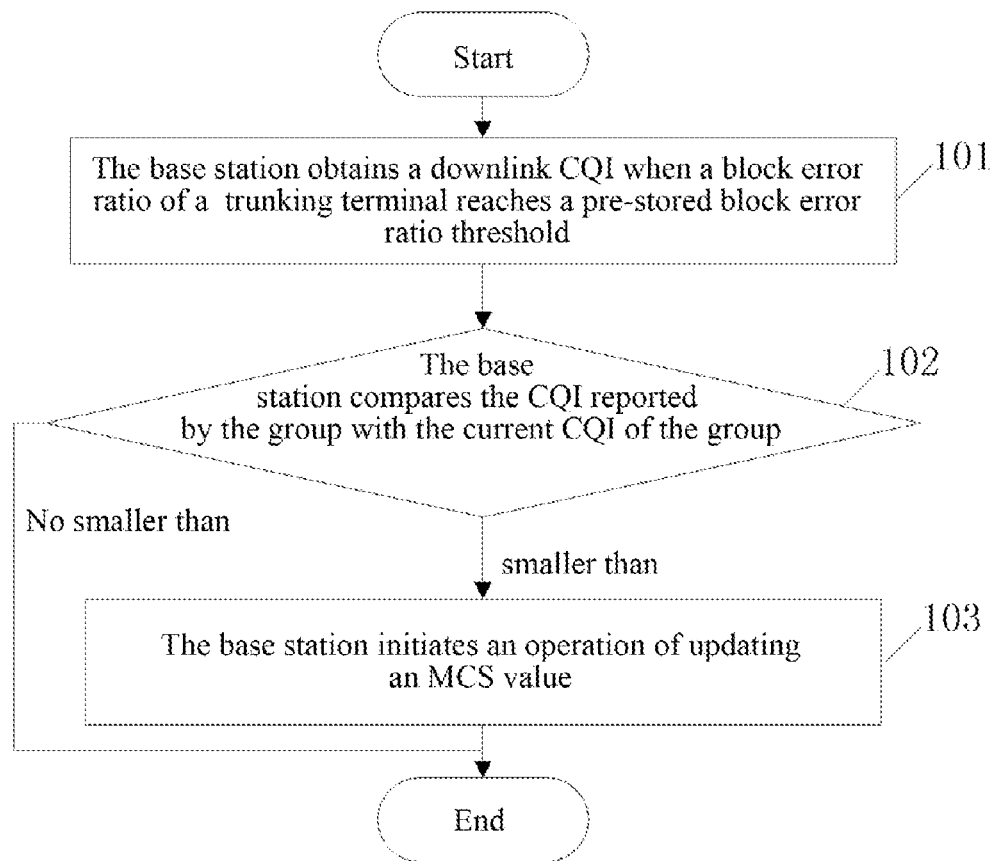 Start
The base station obtains a downlink CQI when a block error
ratio of a trunking terminal reaches a pre-stored block error
ratio threshold
101
The base
station compares the CQI reported
by the group with the current CQI of the group
102
No smaller than
smaller than
The base station initiates an operation of updating
an MCS value
103
End